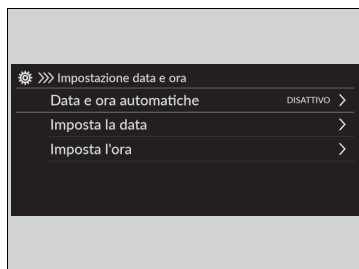 Impostazione data e ora
Data e ora automatiche DISATTIVO
Imposta la data
Imposta l'ora